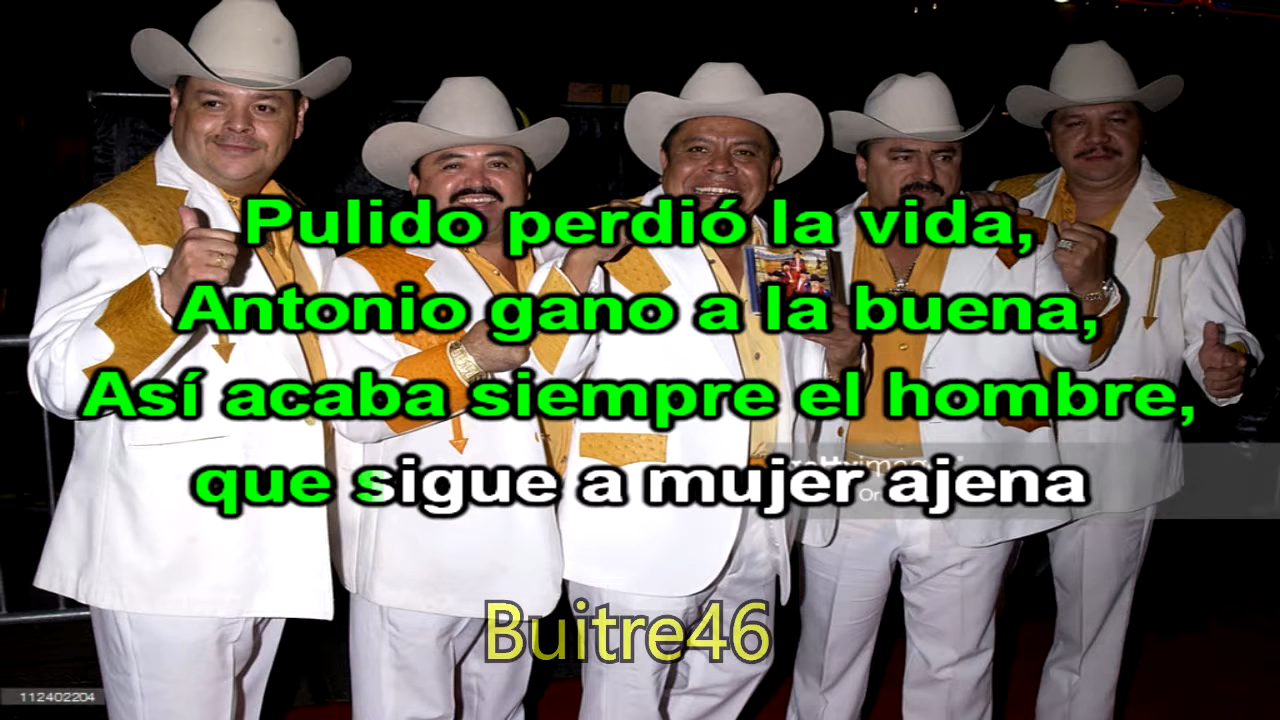 Pulido perdió la vida,
Antonio gano a la buena,
Así acaba siempre el hombre,
que sigue a mujer ajena
Buitre46
112402204